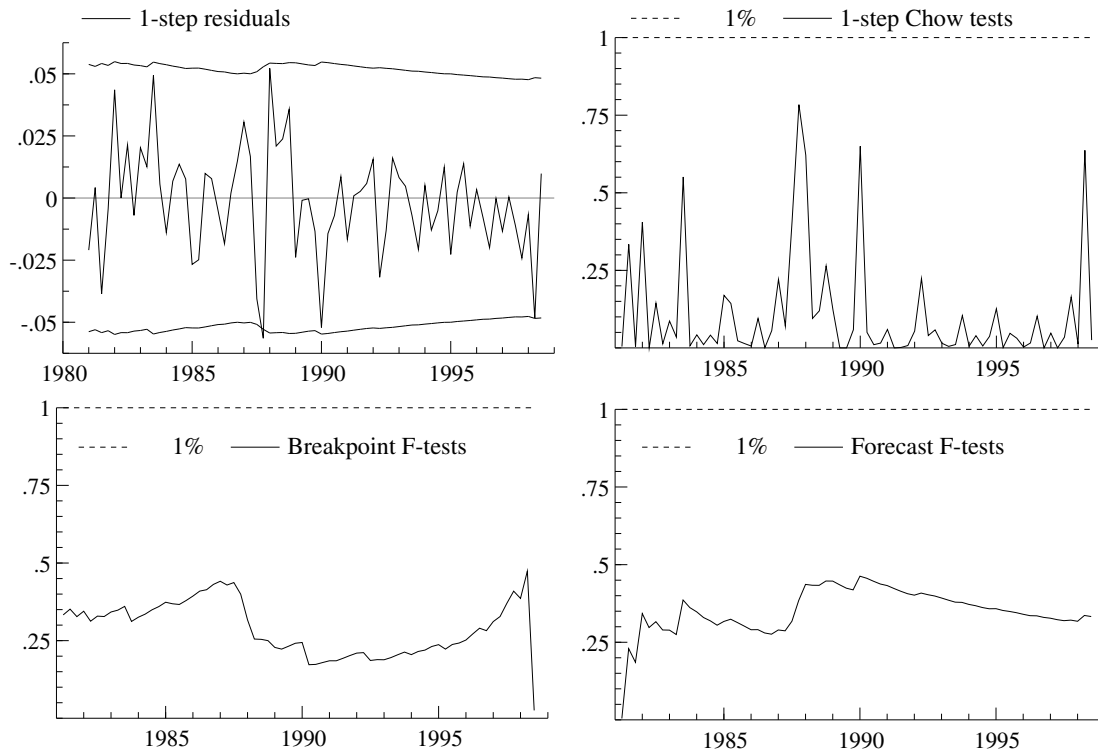 1-step residuals
.05
.025
0
-.025
-.05
1980 1985 1990 1995
1% 1-step Chow tests
1
.75
.5
.25
1985 1990 1995
1
1% Breakpoint F-tests
.75
.5
.25
1985 1990 1995
1
1% Forecast F-tests
.75
.5
.25
1985 1990 1995